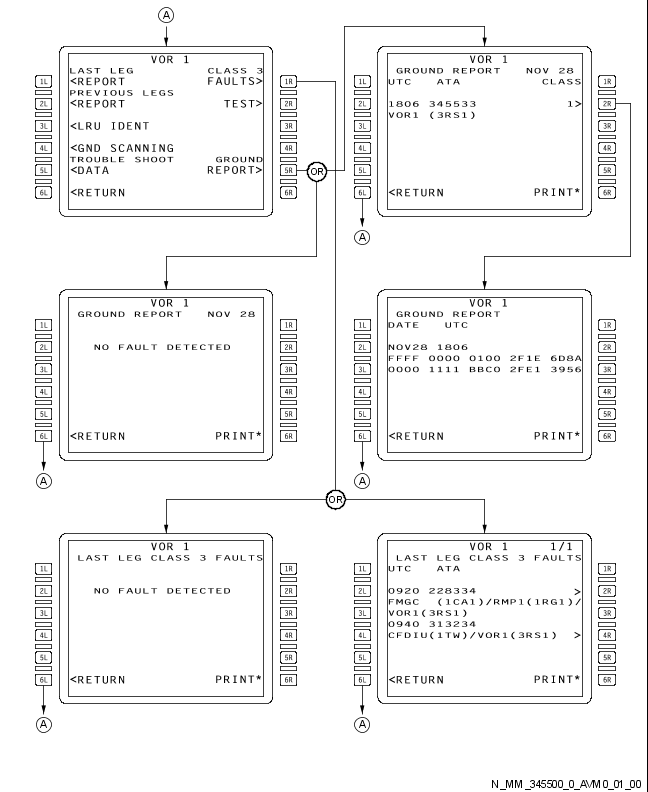 A
VOR 1
LAST LEG CLASS 3
<REPORT FAULTS>
PREVIOUS LEGS
<REPORT TEST>
<LRU IDENT
<GND SCANNING
TROUBLE SHOOT GROUND
<DATA REPORT>
<RETURN
1L
2L
3L
4L
5L
6L
1R
2R
3R
4R
5R
6R
OR
VOR 1
GROUND REPORT NOV 28
UTC ATA CLASS
1806 345533 1>
VOR1 (3RS1)
<RETURN PRINT*
1L
2L
3L
4L
5L
6L
1R
2R
3R
4R
5R
6R
A
VOR 1
GROUND REPORT NOV 28
NO FAULT DETECTED
<RETURN PRINT*
1L
2L
3L
4L
5L
6L
1R
2R
3R
4R
5R
6R
A
VOR 1
GROUND REPORT
DATE UTC
NOV28 1806
FFFF 0000 0100 2F1E 6D8A
0000 1111 BBC0 2FE1 3956
<RETURN PRINT*
1L
2L
3L
4L
5L
6L
1R
2R
3R
4R
5R
6R
A
OR
VOR 1
LAST LEG CLASS 3 FAULTS
NO FAULT DETECTED
<RETURN PRINT*
1L
2L
3L
4L
5L
6L
1R
2R
3R
4R
5R
6R
A
VOR 1 1/1
LAST LEG CLASS 3 FAULTS
UTC ATA
0920 228334 >
FMGC (1CA1)/RMP1(1RG1)/
VOR1(3RS1)
0940 313234
CFDIU(1TW)/VOR1(3RS1) >
<RETURN PRINT*
1L
2L
3L
4L
5L
6L
1R
2R
3R
4R
5R
6R
A
N_MM_345500_0_AVM0_01_00